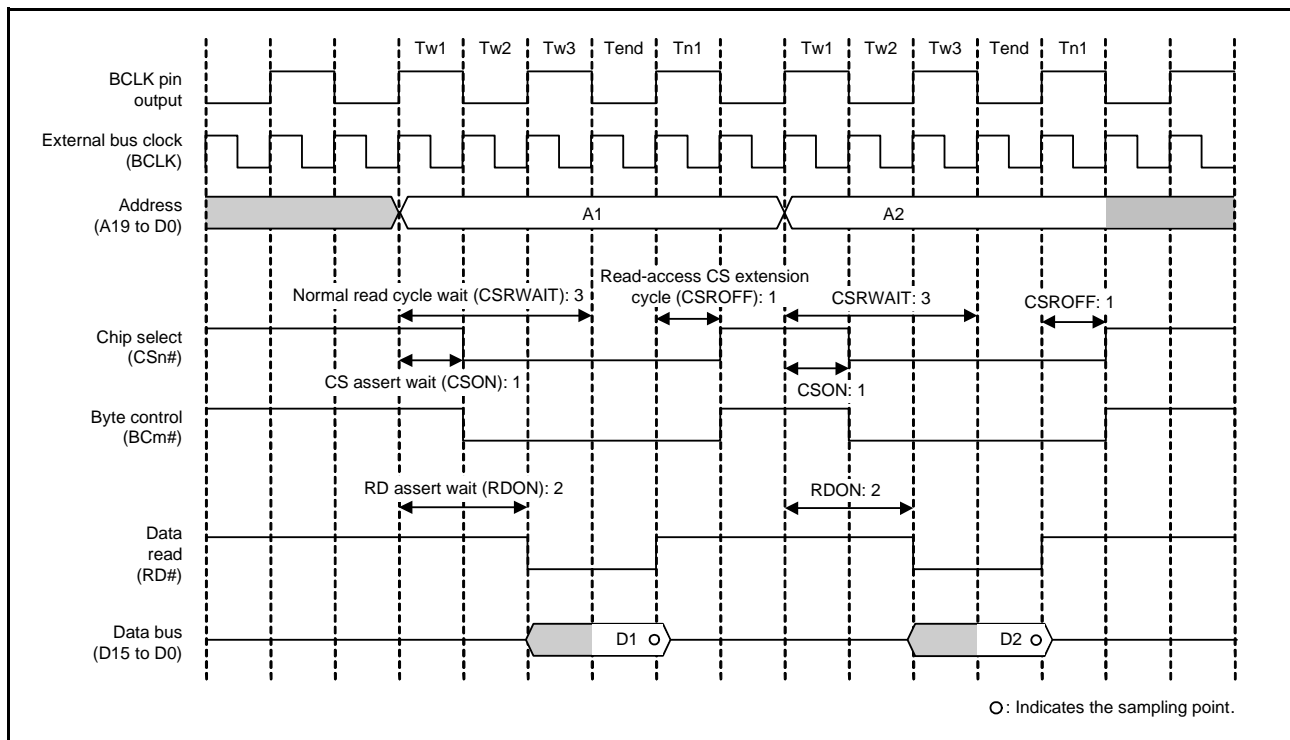 Tw1 Tw2 Tw3 Tend Tn1 Tw1 Tw2 Tw3 Tend Tn1
BCLK pin
output
External bus clock
(BCLK)
Address
(A19 to D0)
A1 A2
Normal read cycle wait (CSRWAIT): 3
Read-access CS extension
cycle (CSROFF): 1
CSRWAIT: 3
CSROFF: 1
Chip select
(CSn#)
CS assert wait (CSON): 1
CSON: 1
Byte control
(BCm#)
RD assert wait (RDON): 2
RDON: 2
Data
read
(RD#)
Data bus
(D15 to D0)
D1 D2
: Indicates the sampling point.